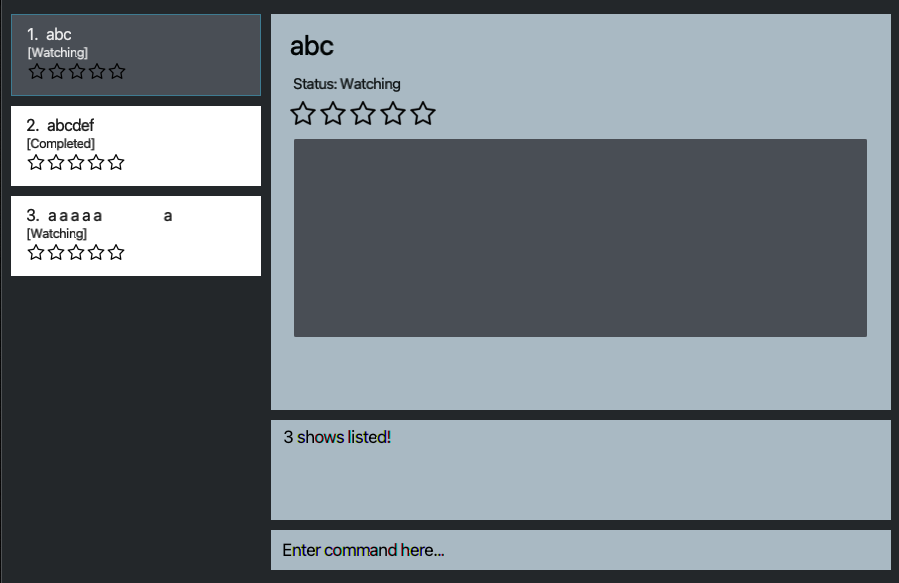 1. abc
[Watching]
2. abcdef
[Completed]
3. a a a a a a
[Watching]
abc
Status: Watching
3 shows listed!
Enter command here...